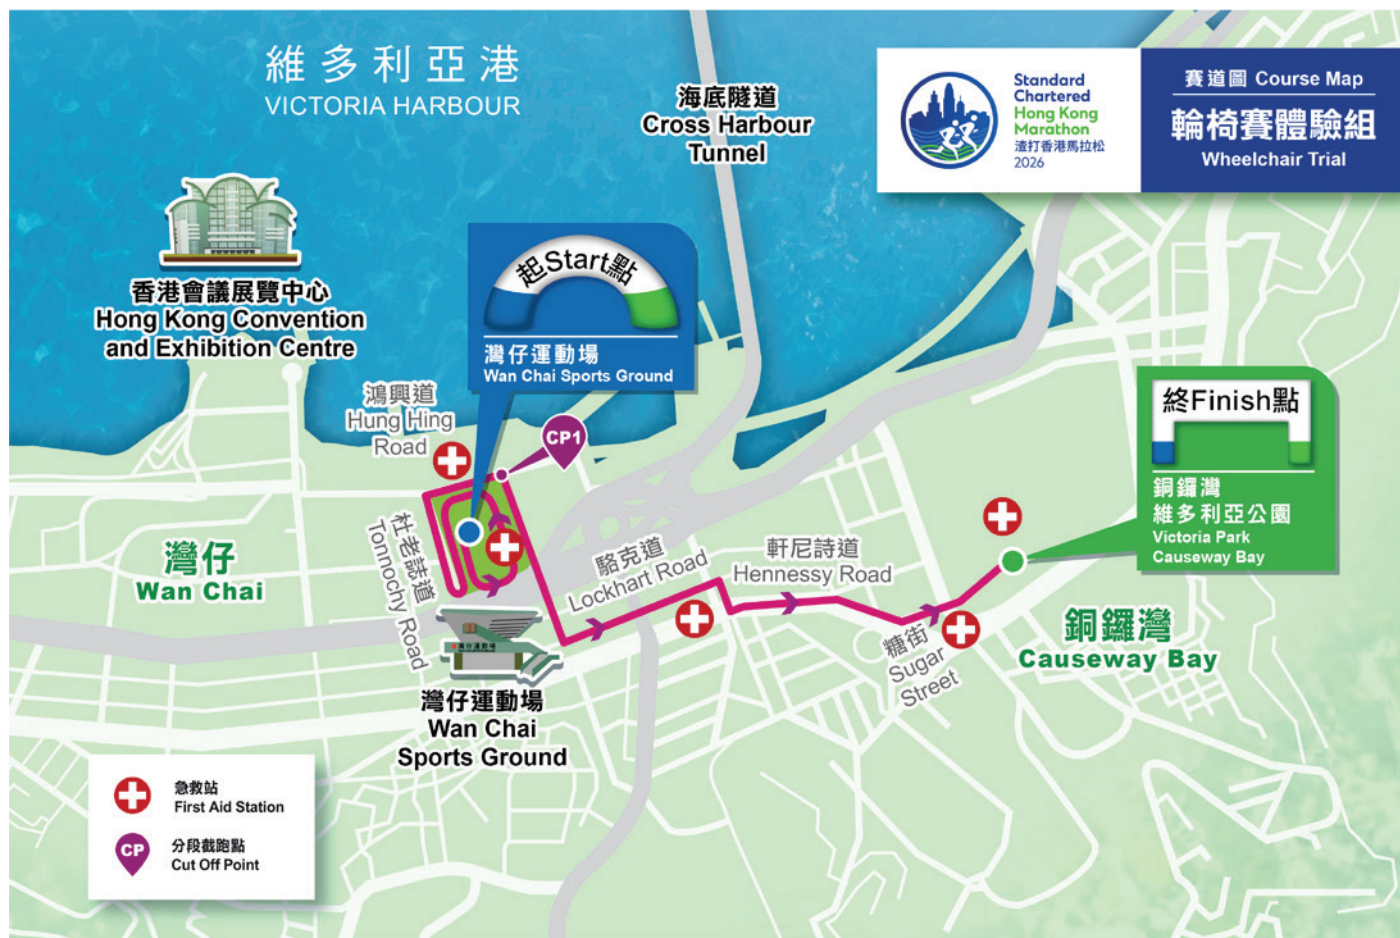 維多利亞港
VICTORIA HARBOUR
海底隧道
Cross Harbour
Tunnel
Standard
Chartered
Hong Kong
Marathon
渣打香港馬拉松
2026
賽道圖 Course Map
輪椅賽體驗組
Wheelchair Trial
香港會議展覽中心
Hong Kong Convention
and Exhibition Centre
起Start點
灣仔運動場
Wan Chai Sports Ground
鴻興道
Hung Hing
Road
CP1
終Finish點
銅鑼灣
維多利亞公園
Victoria Park
Causeway Bay
灣仔
Wan Chai
杜老誌道
Tonnochy Road
駱克道
Lockhart Road
軒尼詩道
Hennessy Road
糖街
Sugar
Street
銅鑼灣
Causeway Bay
灣仔運動場
灣仔運動場
Wan Chai
Sports Ground
急救站
First Aid Station
CP
分段截跑點
Cut Off Point